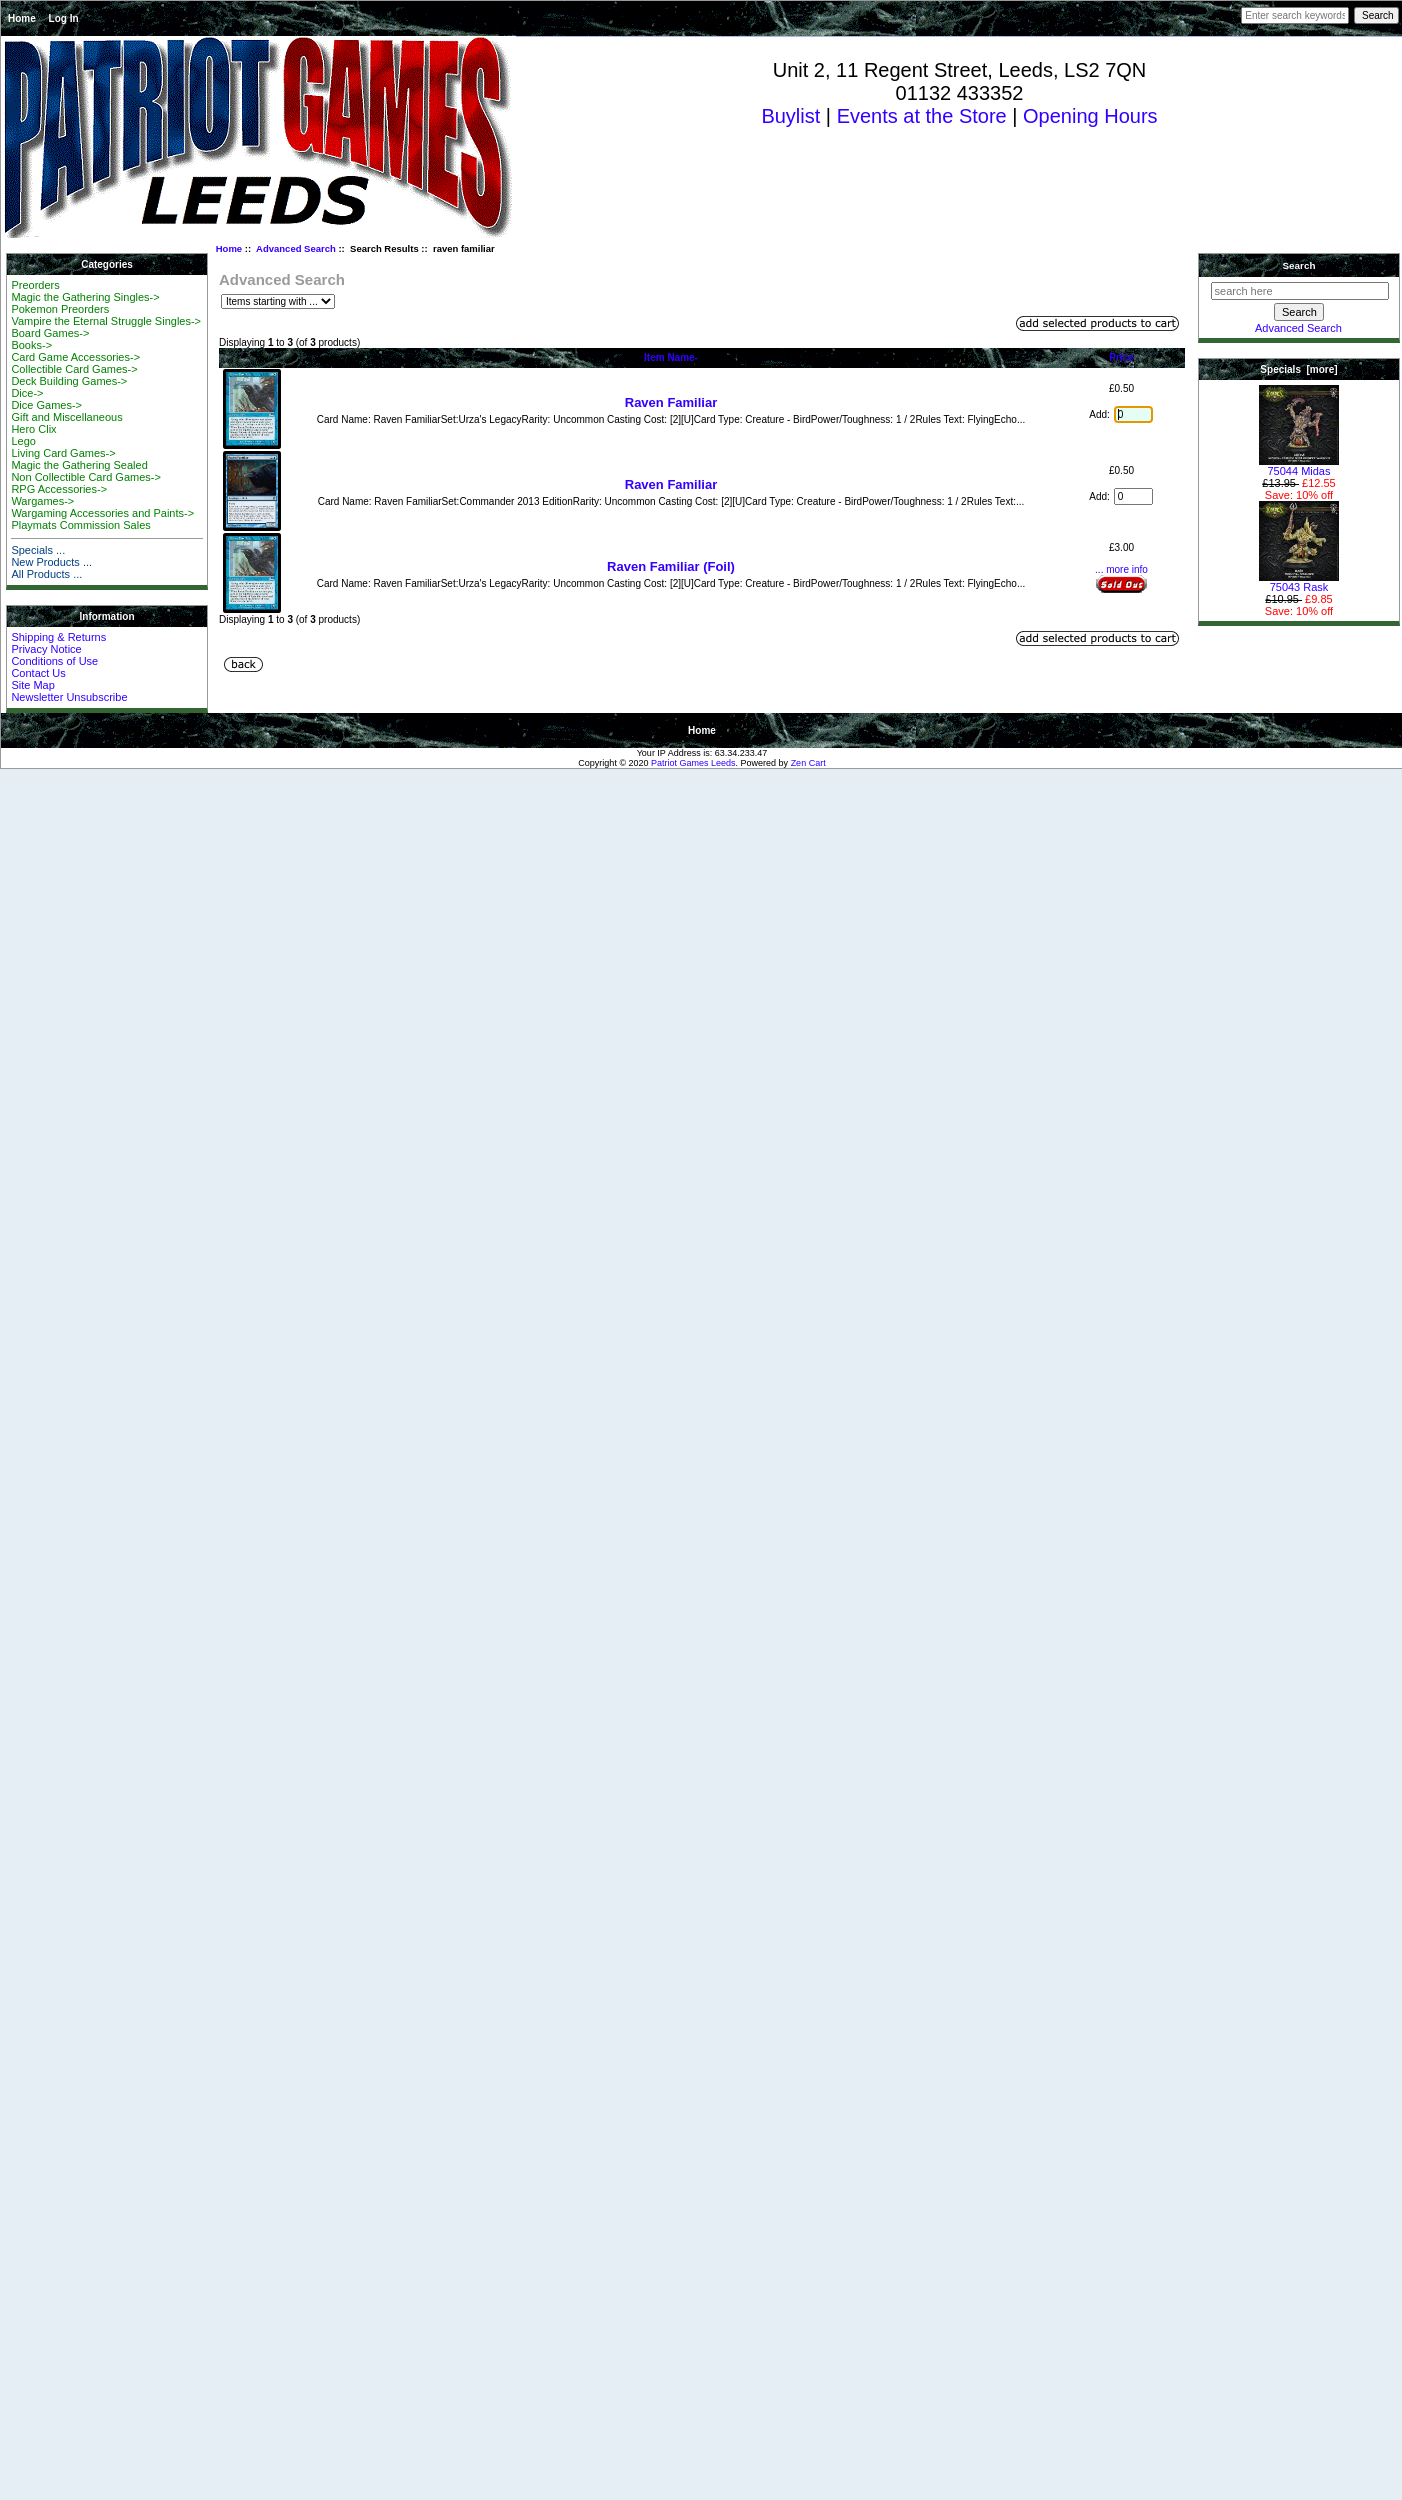 Home Log In
Enter search keywords Search
PATRIOT GAMES
LEEDS
Unit 2, 11 Regent Street, Leeds, LS2 7QN
01132 433352
Buylist | Events at the Store | Opening Hours
Home :: Advanced Search :: Search Results :: raven familiar
Categories
Preorders
Magic the Gathering Singles->
Pokemon Preorders
Vampire the Eternal Struggle Singles->
Board Games->
Books->
Card Game Accessories->
Collectible Card Games->
Deck Building Games->
Dice->
Dice Games->
Gift and Miscellaneous
Hero Clix
Lego
Living Card Games->
Magic the Gathering Sealed
Non Collectible Card Games->
RPG Accessories->
Wargames->
Wargaming Accessories and Paints->
Playmats Commission Sales
Specials ...
New Products ...
All Products ...
Information
Shipping & Returns
Privacy Notice
Conditions of Use
Contact Us
Site Map
Newsletter Unsubscribe
Advanced Search
Items starting with ...
add selected products to cart
Displaying 1 to 3 (of 3 products)
Item Name-
Raven Familiar
Card Name: Raven FamiliarSet:Urza's LegacyRarity: Uncommon Casting Cost: [2][U]Card Type: Creature - BirdPower/Toughness: 1 / 2Rules Text: FlyingEcho...
£0.50
Add: 0
Raven Familiar
Card Name: Raven FamiliarSet:Commander 2013 EditionRarity: Uncommon Casting Cost: [2][U]Card Type: Creature - BirdPower/Toughness: 1 / 2Rules Text:...
£0.50
Add: 0
Raven Familiar (Foil)
Card Name: Raven FamiliarSet:Urza's LegacyRarity: Uncommon Casting Cost: [2][U]Card Type: Creature - BirdPower/Toughness: 1 / 2Rules Text: FlyingEcho...
£3.00
... more info
Sold Out
Displaying 1 to 3 (of 3 products)
add selected products to cart
back
Search
search here
Search
Advanced Search
Specials [more]
75044 Midas
£13.95 £12.55
Save: 10% off
75043 Rask
£10.95 £9.85
Save: 10% off
Home
Your IP Address is: 63.34.233.47
Copyright © 2020 Patriot Games Leeds. Powered by Zen Cart